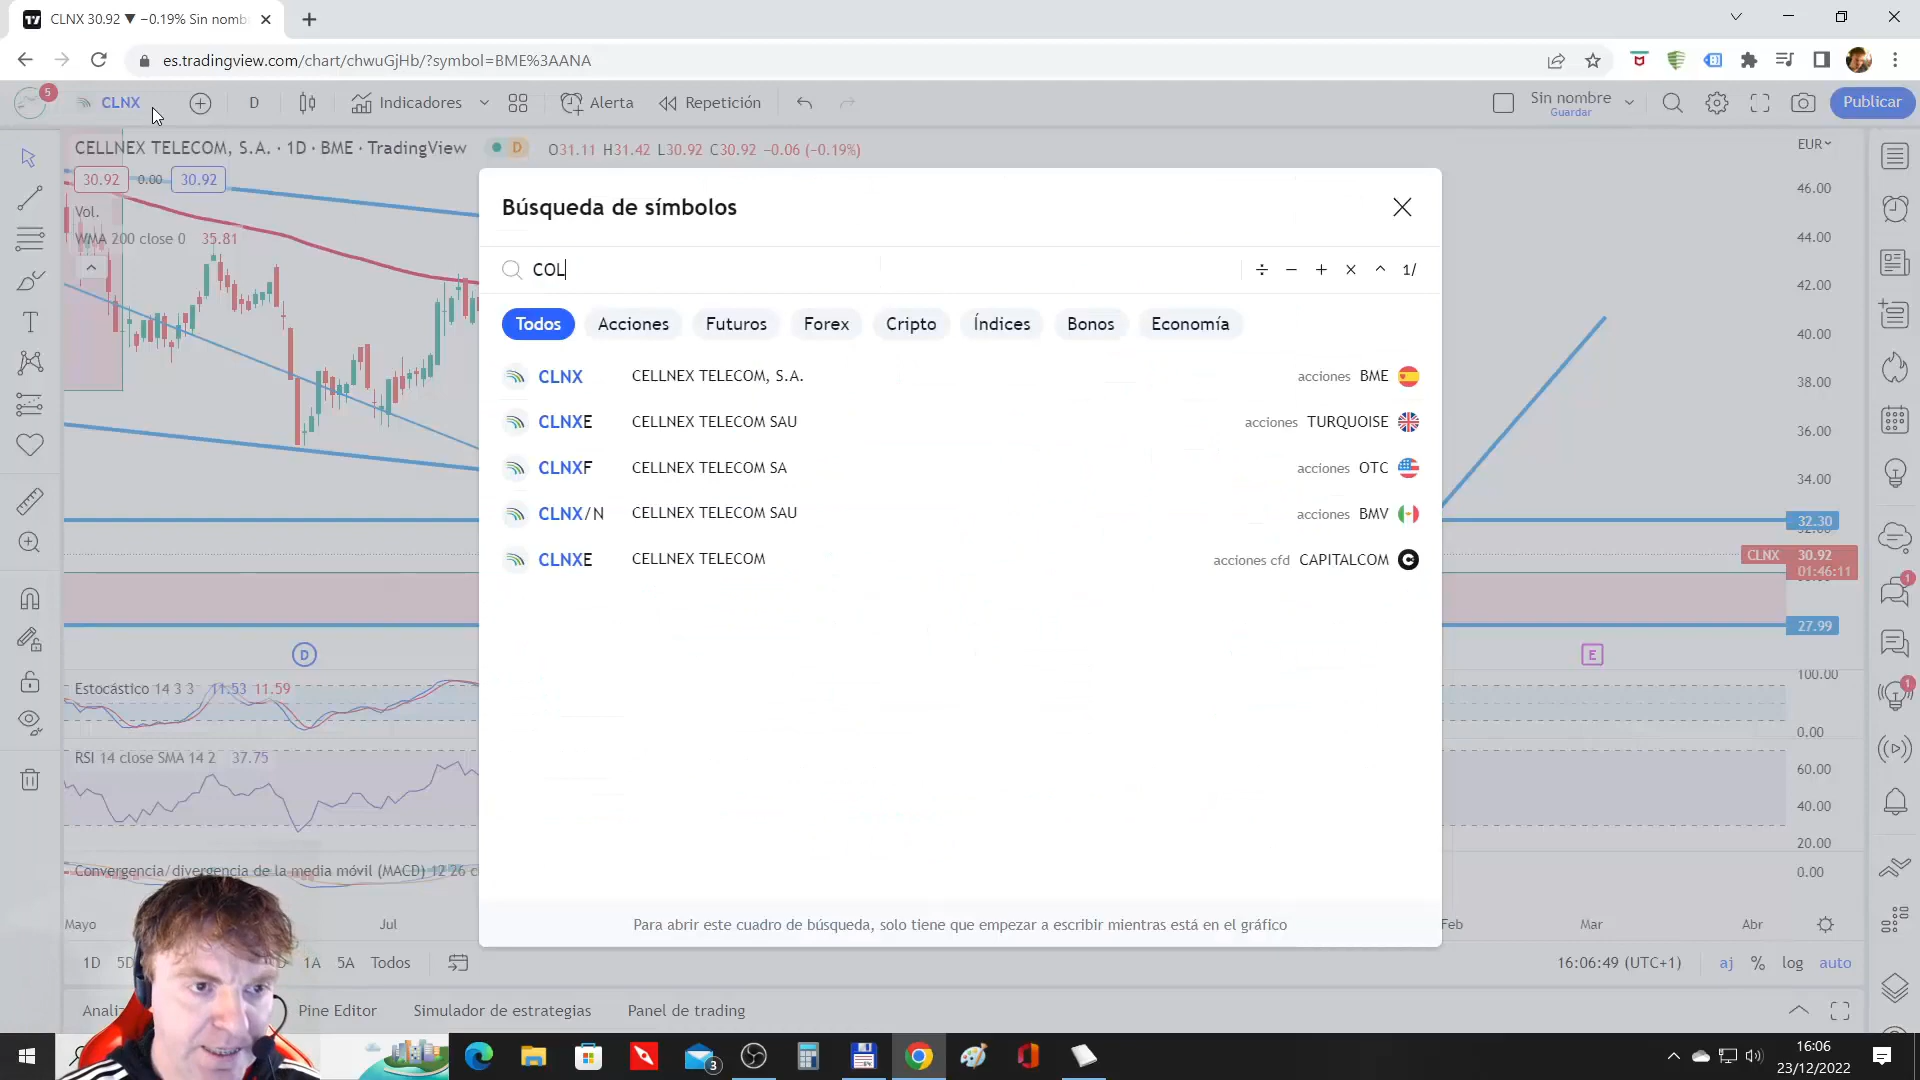 CLNX 30.92 ▼ −0.19% Sin nomb
es.tradingview.com/chart/chwuGjHb/?symbol=BME%3AANA
5
CLNX
D
Indicadores
Alerta
Repetición
Sin nombre
Guardar
Publicar
CELLNEX TELECOM, S.A. · 1D · BME · TradingView
D
O31.11 H31.42 L30.92 C30.92 −0.06 (−0.19%)
EUR
30.92
0.00
30.92
Vol.
WMA 200 close 0 35.81
46.00
44.00
42.00
40.00
38.00
36.00
34.00
32.30
CLNX 30.92
01:46:11
27.99
Búsqueda de símbolos
COL
÷ − + × ^ 1/
Todos
Acciones
Futuros
Forex
Cripto
Índices
Bonos
Economía
CLNX CELLNEX TELECOM, S.A. acciones BME
CLNXE CELLNEX TELECOM SAU acciones TURQUOISE
CLNXF CELLNEX TELECOM SA acciones OTC
CLNX/N CELLNEX TELECOM SAU acciones BMV
CLNXE CELLNEX TELECOM acciones cfd CAPITALCOM
Para abrir este cuadro de búsqueda, solo tiene que empezar a escribir mientras está en el gráfico
D
E
Estocástico 14 3 3 11.53 11.59
100.00
0.00
RSI 14 close SMA 14 2 37.75
60.00
40.00
20.00
Convergencia/divergencia de la media móvil (MACD) 12 26 c
0.00
Mayo
Jul
Feb
Mar
Abr
1D
5D
1A
5A
Todos
16:06:49 (UTC+1)
aj
%
log
auto
Pine Editor
Simulador de estrategias
Panel de trading
1
1
3
16:06
23/12/2022